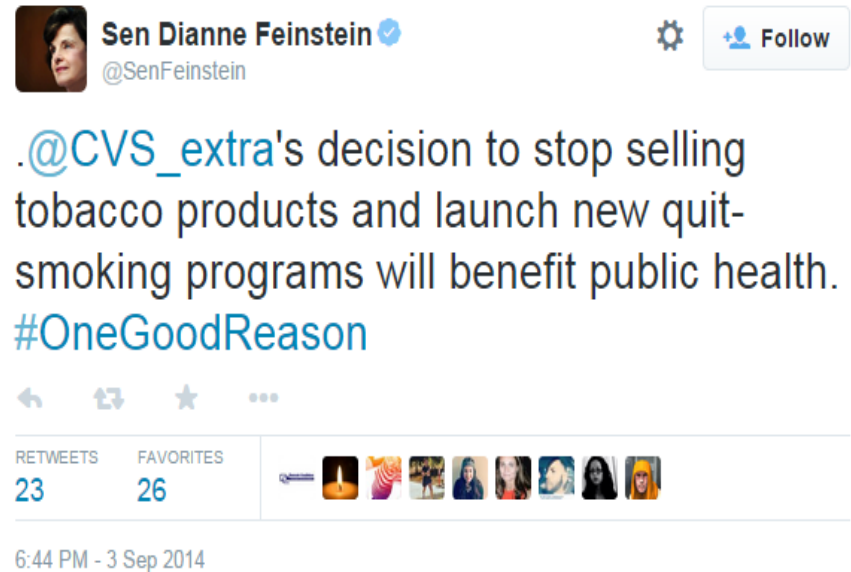 Sen Dianne Feinstein
@SenFeinstein
Follow
.@CVS_extra's decision to stop selling
tobacco products and launch new quit-
smoking programs will benefit public health.
#OneGoodReason
RETWEETS FAVORITES
23 26
6:44 PM - 3 Sep 2014